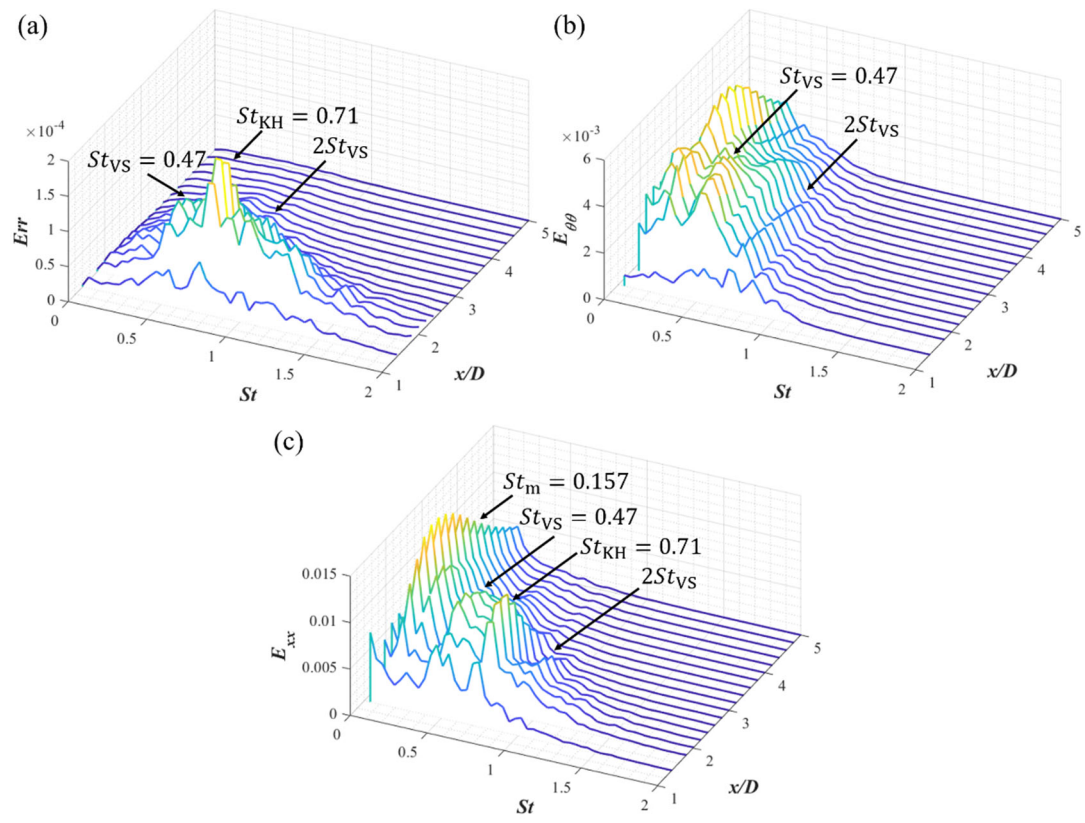 (a)
×10⁻⁴
2
1.5
1
0.5
0
Err
St_VS = 0.47
St_KH = 0.71
2St_VS
0
0.5
1
1.5
2
St
1
2
3
4
5
x/D
(b)
×10⁻³
6
4
2
0
E_θθ
St_VS = 0.47
2St_VS
0
0.5
1
1.5
2
St
1
2
3
4
5
x/D
(c)
0.015
0.01
0.005
0
E_xx
St_m = 0.157
St_VS = 0.47
St_KH = 0.71
2St_VS
0
0.5
1
1.5
2
St
1
2
3
4
5
x/D